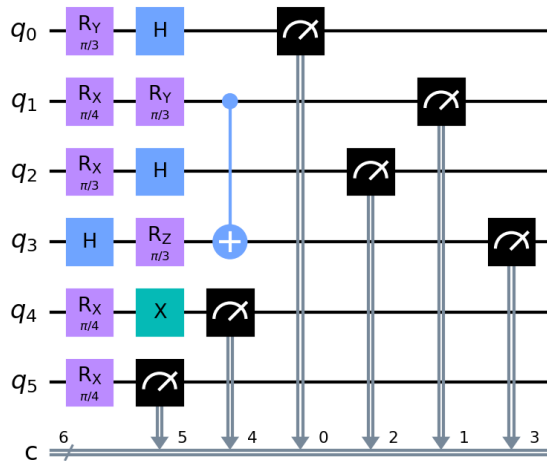 q0 RY π/3 H
q1 RX π/4 RY π/3
q2 RX π/3 H
q3 H RZ π/3
q4 RX π/4 X
q5 RX π/4
c 6 5 4 0 2 1 3